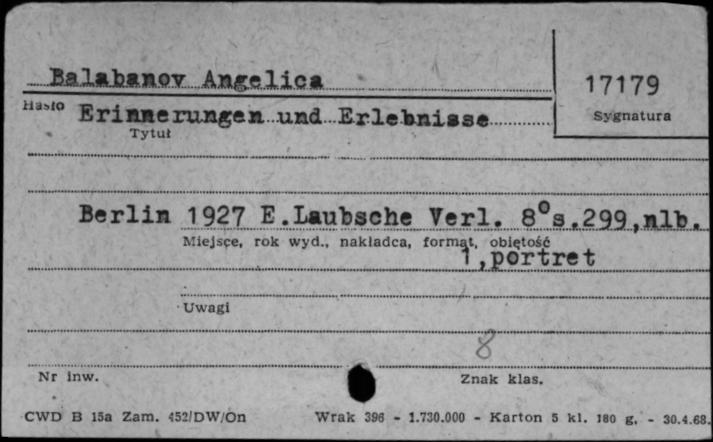 Balabanov Angelica
17179
Hasło
Erinnerungen und Erlebnisse
Sygnatura
Tytuł
Berlin 1927 E.Laubsche Verl. 8°s.299,nlb.
Miejsce, rok wyd., nakładca, format, objętość
1,portret
Uwagi
8
Nr inw.
Znak klas.
CWD B 15a Zam. 452/DW/On Wrak 396 - 1.730.000 - Karton 5 kl. 180 g. - 30.4.68.